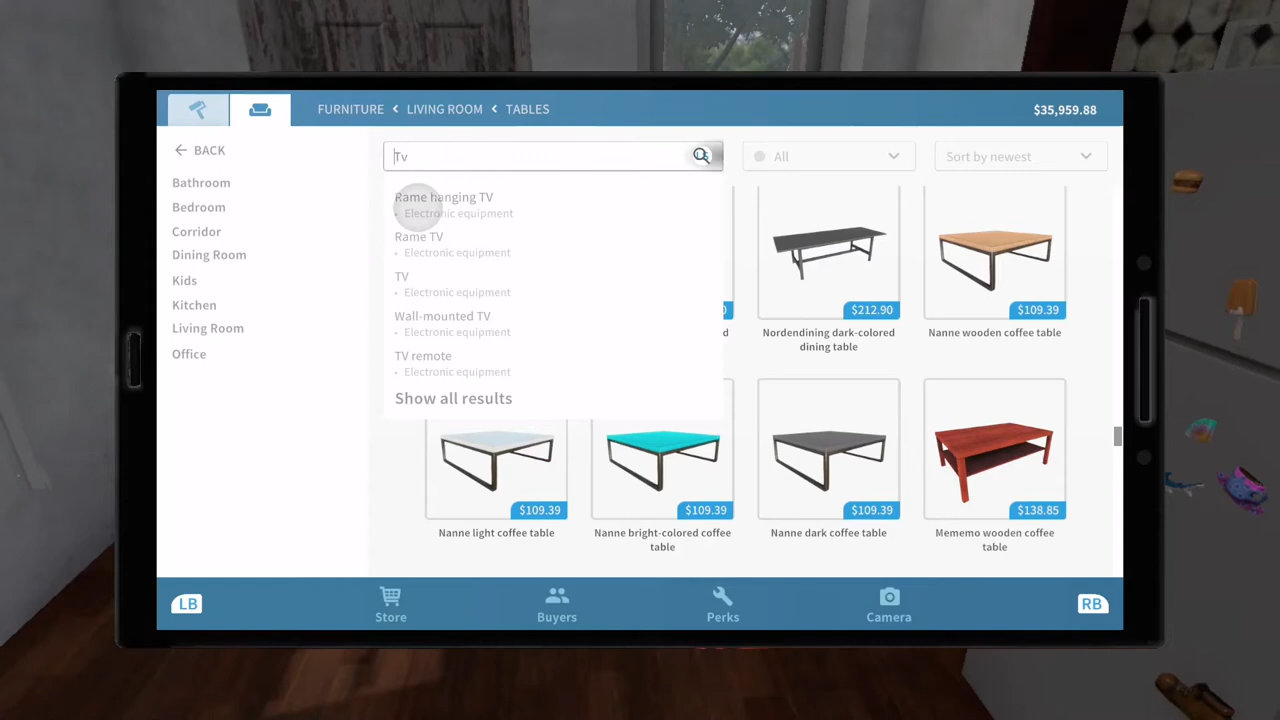 FURNITURE < LIVING ROOM < TABLES
$35,959.88
BACK
Bathroom
Bedroom
Corridor
Dining Room
Kids
Kitchen
Living Room
Office
Tv
All
Sort by newest
Rame hanging TV
• Electronic equipment
Rame TV
• Electronic equipment
TV
• Electronic equipment
Wall-mounted TV
• Electronic equipment
TV remote
• Electronic equipment
Show all results
$212.90
$109.39
Nordendining dark-colored
dining table
Nanne wooden coffee table
$109.39
$109.39
$109.39
$138.85
Nanne light coffee table
Nanne bright-colored coffee
table
Nanne dark coffee table
Mememo wooden coffee
table
LB
Store
Buyers
Perks
Camera
RB